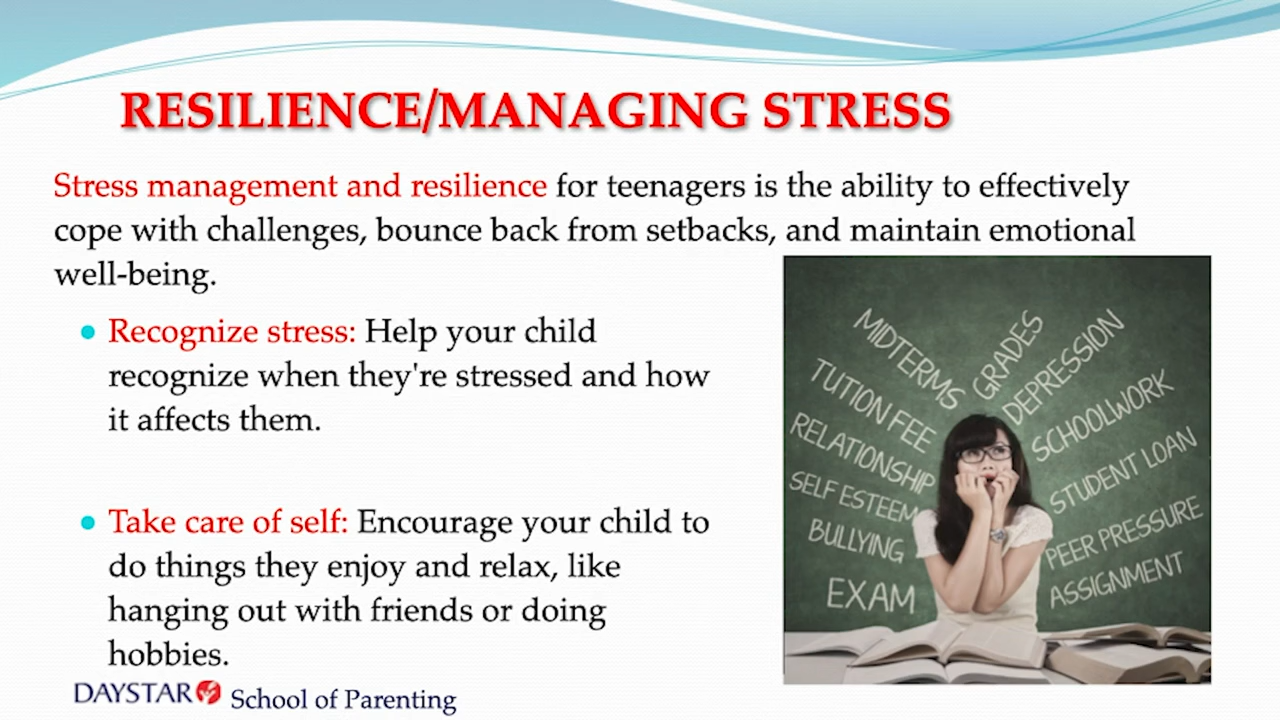 RESILIENCE/MANAGING STRESS
Stress management and resilience for teenagers is the ability to effectively
cope with challenges, bounce back from setbacks, and maintain emotional
well-being.
• Recognize stress: Help your child
recognize when they're stressed and how
it affects them.
• Take care of self: Encourage your child to
do things they enjoy and relax, like
hanging out with friends or doing
hobbies.
MIDTERMS
GRADES
DEPRESSION
TUTION FEE
SCHOOLWORK
RELATIONSHIP
STUDENT LOAN
SELF ESTEEM
BULLYING
PEER PRESSURE
EXAM
ASSIGNMENT
DAYSTAR School of Parenting